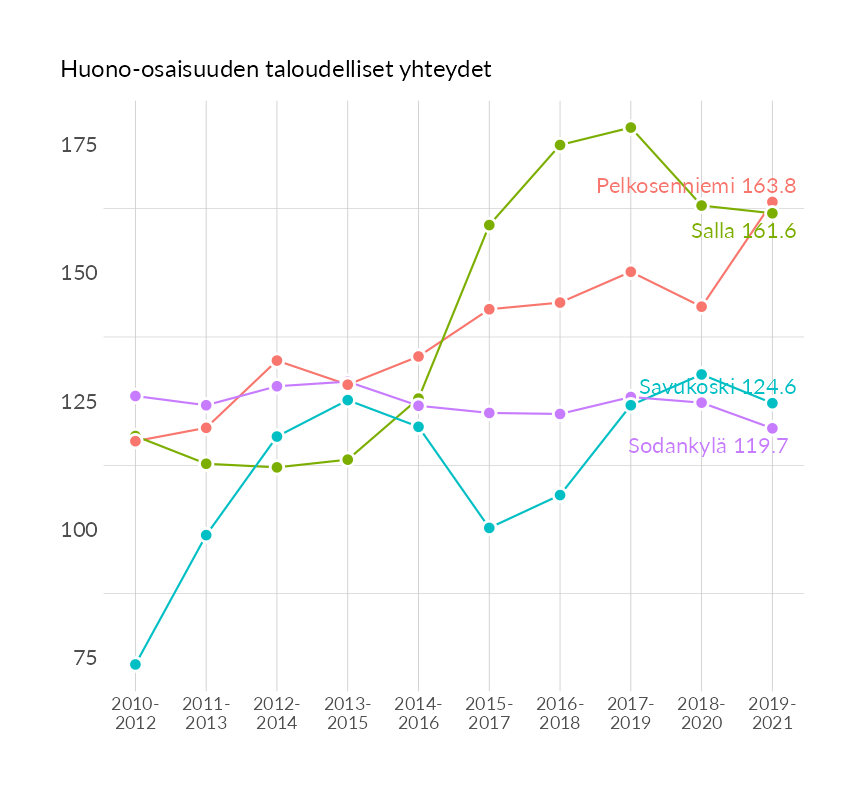 Huono-osaisuuden taloudelliset yhteydet
175
Pelkosenniemi 163.8
Salla 161.6
150
Savukoski 124.6
125
Sodankylä 119.7
100
75
2010- 2011- 2012- 2013- 2014- 2015- 2016- 2017- 2018- 2019-
2012 2013 2014 2015 2016 2017 2018 2019 2020 2021